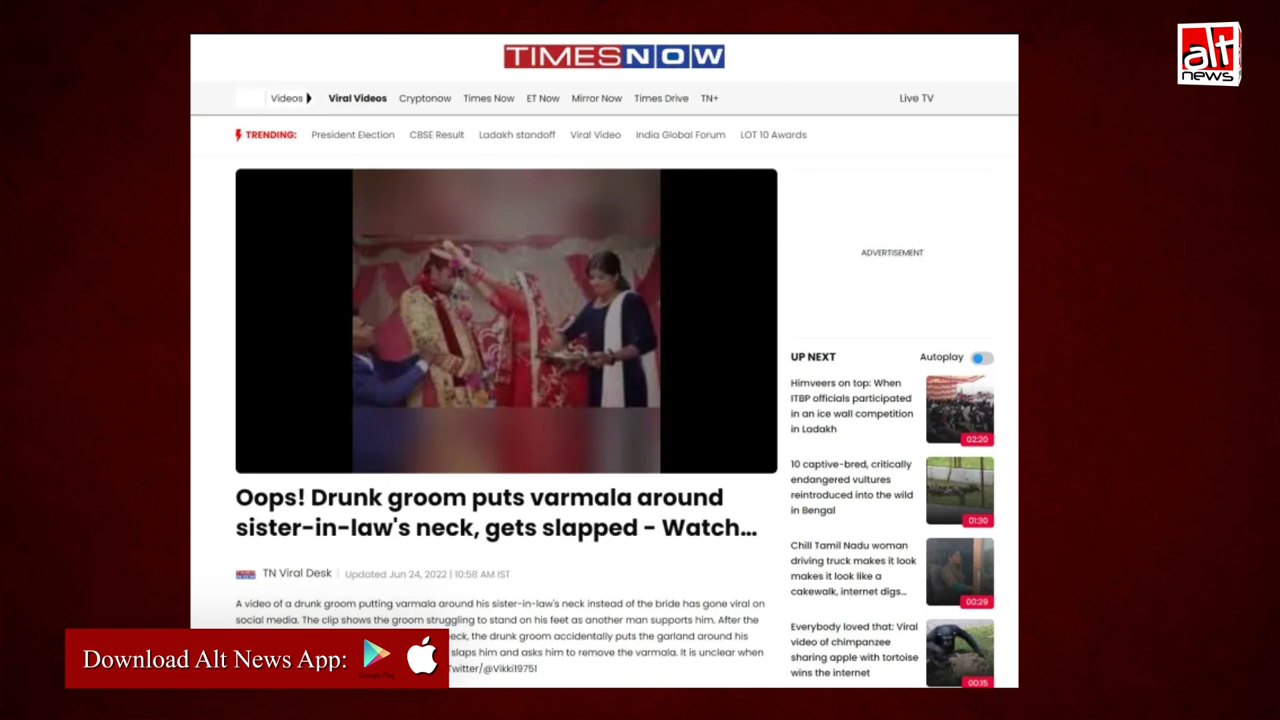 TIMES NOW
alt
news
Videos
Viral Videos
Cryptonow
Times Now
ET Now
Mirror Now
Times Drive
TN+
Live TV
TRENDING:
President Election
CBSE Result
Ladakh standoff
Viral Video
India Global Forum
LOT 10 Awards
ADVERTISEMENT
Oops! Drunk groom puts varmala around
sister-in-law's neck, gets slapped - Watch...
TN Viral Desk
Updated Jun 24, 2022 | 10:58 AM IST
A video of a drunk groom putting varmala around his sister-in-law's neck instead of the bride has gone viral on
social media. The clip shows the groom struggling to stand on his feet as another man supports him. After the
eck, the drunk groom accidentally puts the garland around his
slaps him and asks him to remove the varmala. It is unclear when
Twitter/@Vikki19751
UP NEXT
Autoplay
Himveers on top: When
ITBP officials participated
in an ice wall competition
in Ladakh
02:20
10 captive-bred, critically
endangered vultures
reintroduced into the wild
in Bengal
01:30
Chill Tamil Nadu woman
driving truck makes it look
makes it look like a
cakewalk, internet digs...
00:29
Everybody loved that: Viral
video of chimpanzee
sharing apple with tortoise
wins the internet
00:15
Download Alt News App:
Google Play